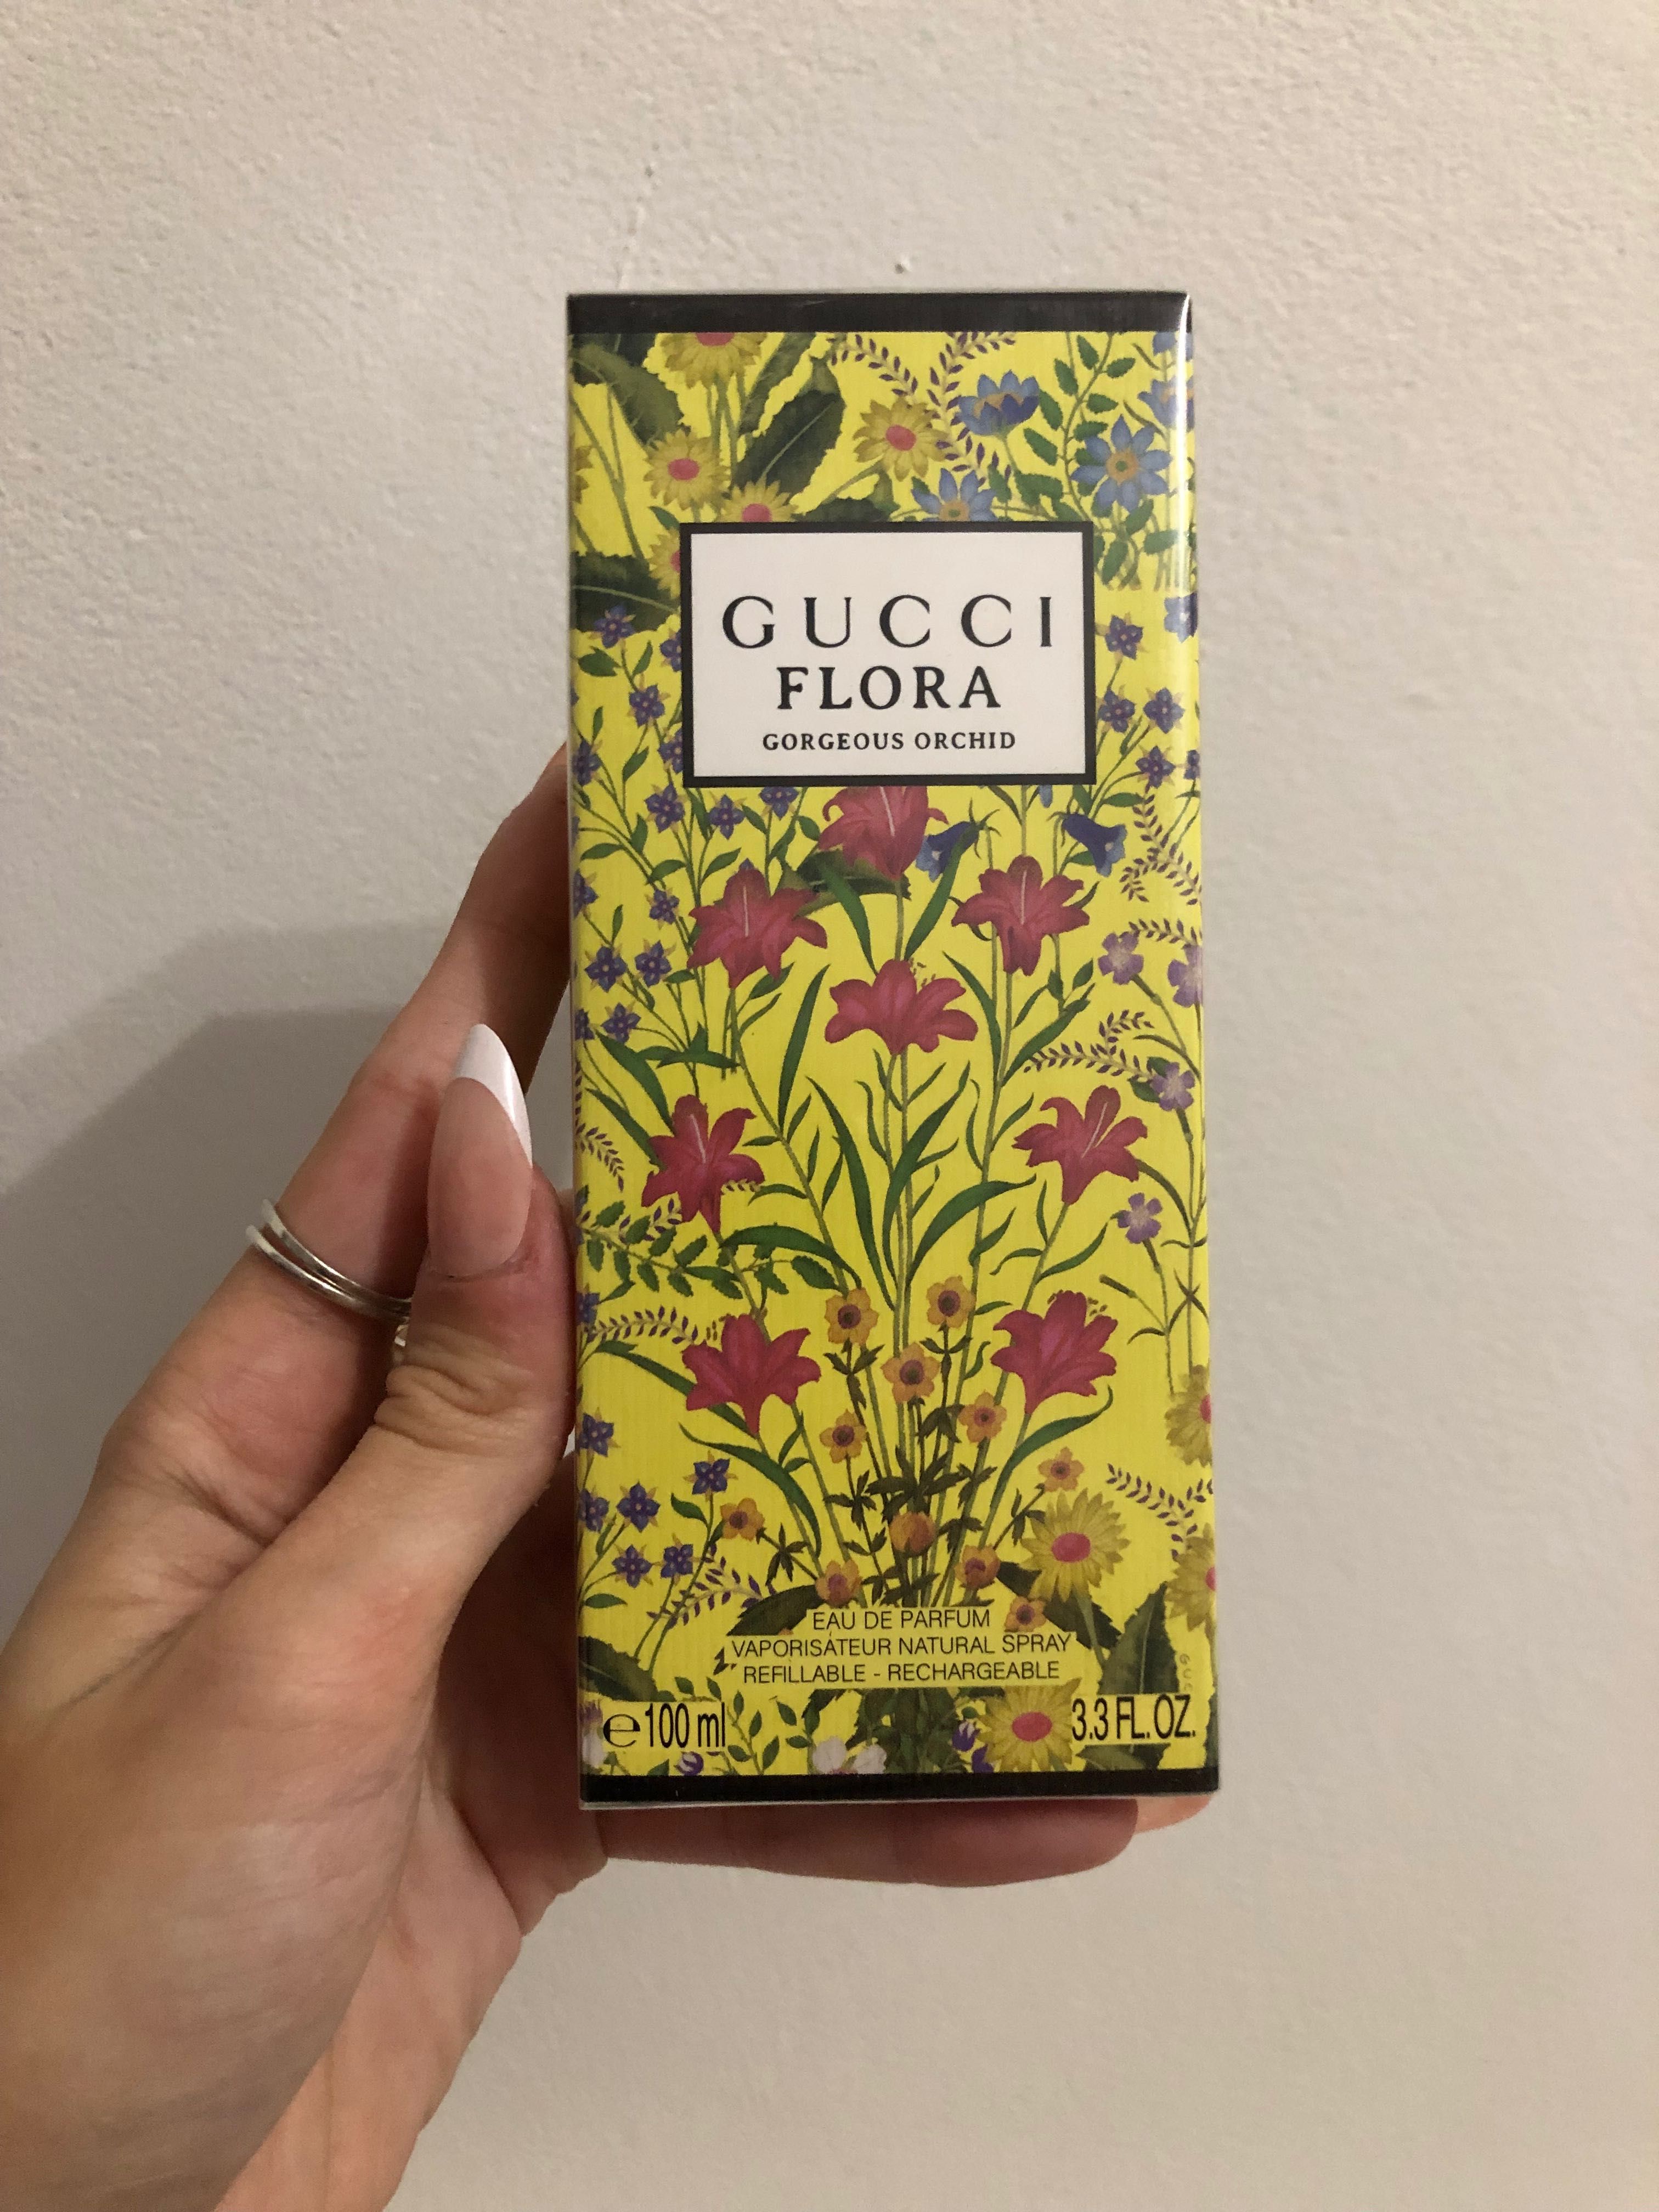 GUCCI
FLORA
GORGEOUS ORCHID
EAU DE PARFUM
VAPORISATEUR NATURAL SPRAY
REFILLABLE - RECHARGEABLE
℮100 ml
3.3 FL. OZ.